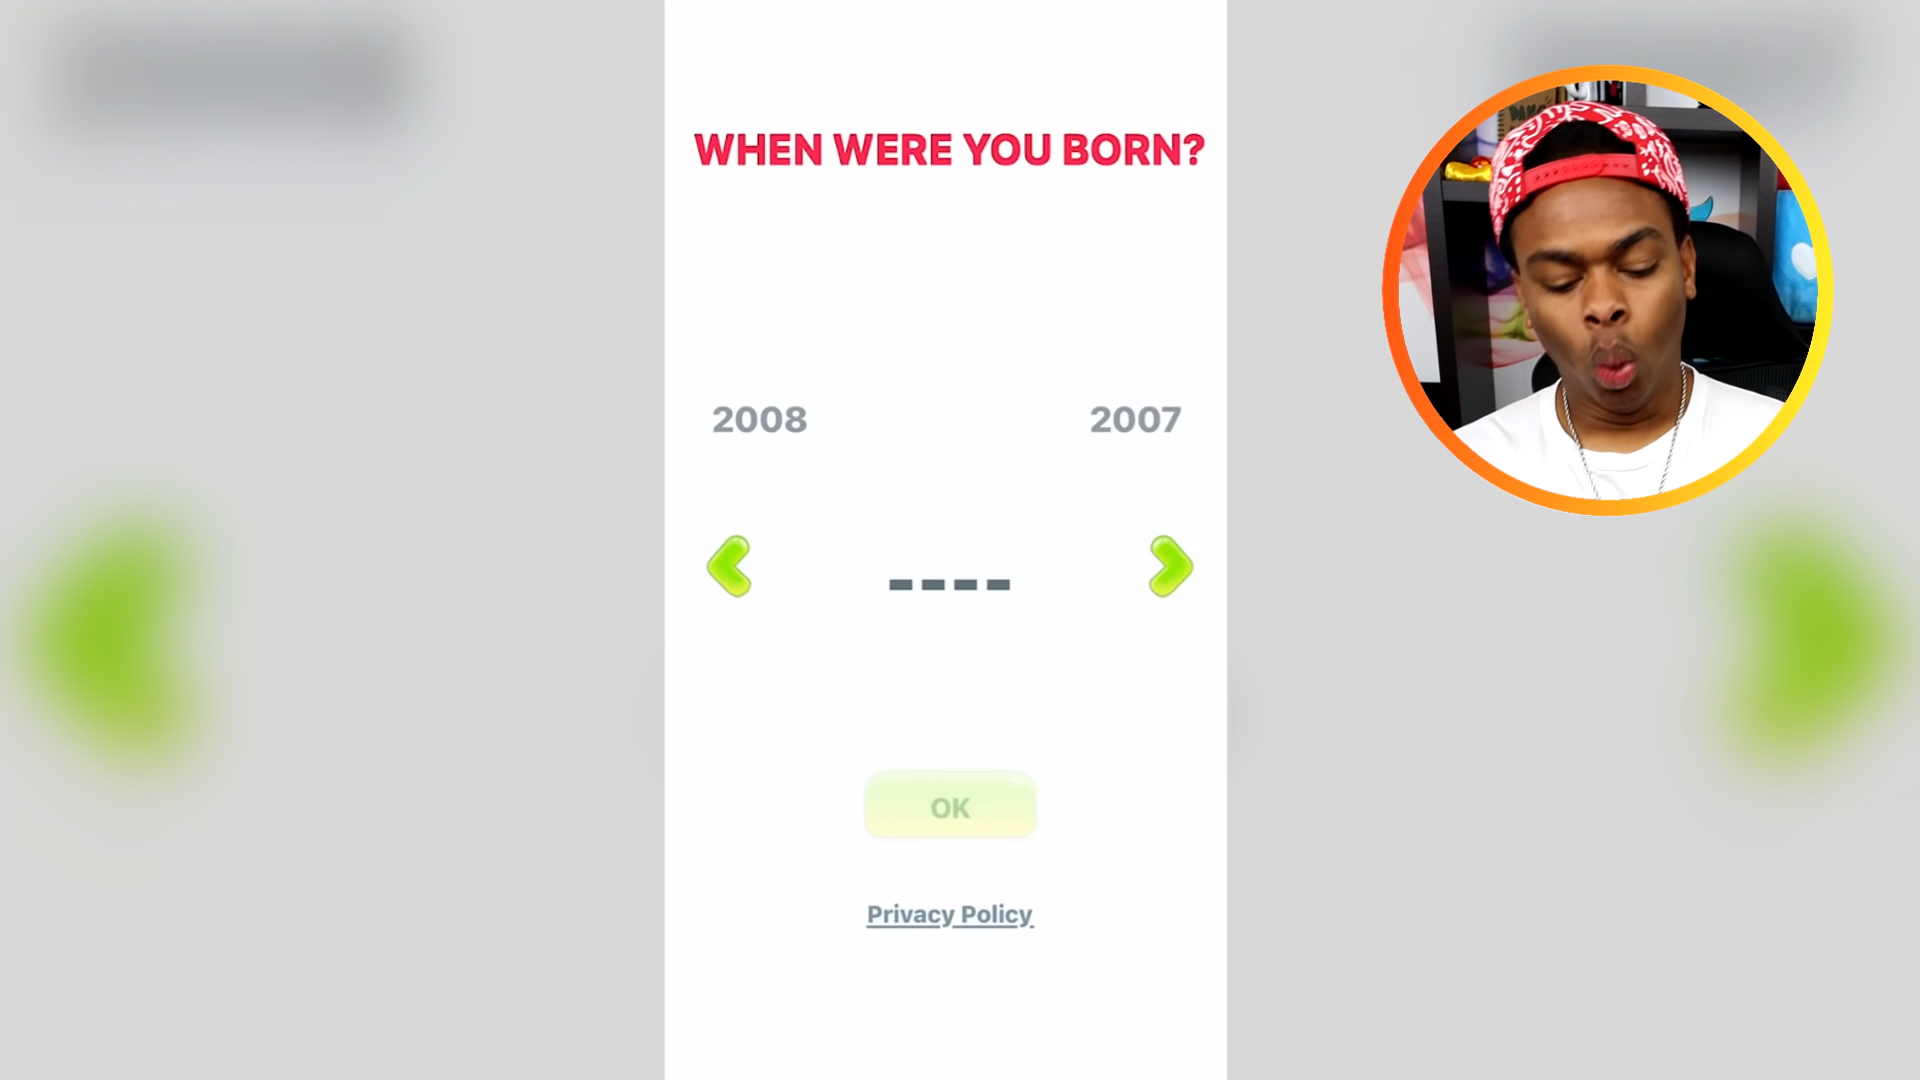 WHEN WERE YOU BORN?
2008 2007
----
OK
Privacy Policy